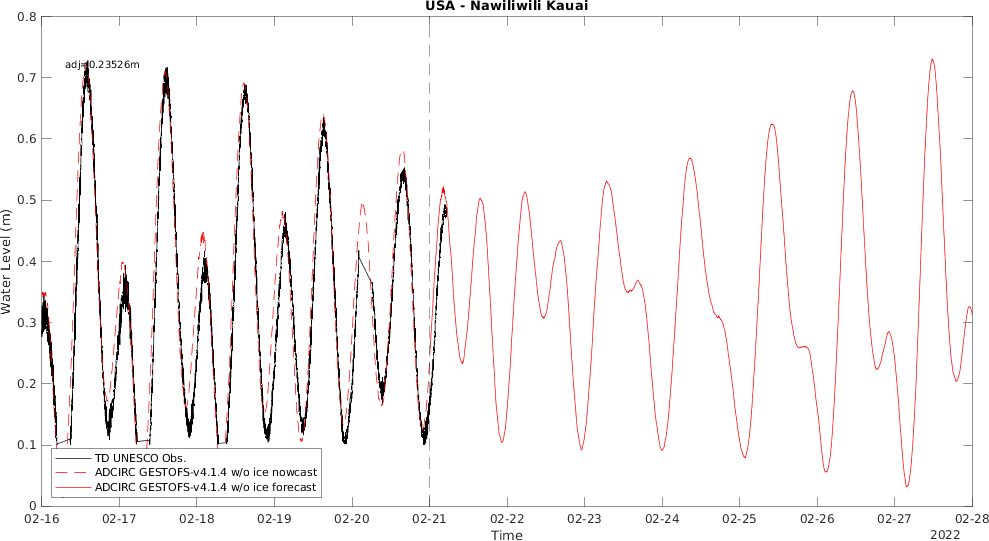 USA - Nawiliwili Kauai
0.8
0.7
0.6
0.5
0.4
0.3
0.2
0.1
0
Water Level (m)
adj=0.23526m
TD UNESCO Obs.
ADCIRC GESTOFS-v4.1.4 w/o ice nowcast
ADCIRC GESTOFS-v4.1.4 w/o ice forecast
02-16 02-17 02-18 02-19 02-20 02-21 02-22 02-23 02-24 02-25 02-26 02-27 02-28
Time
2022